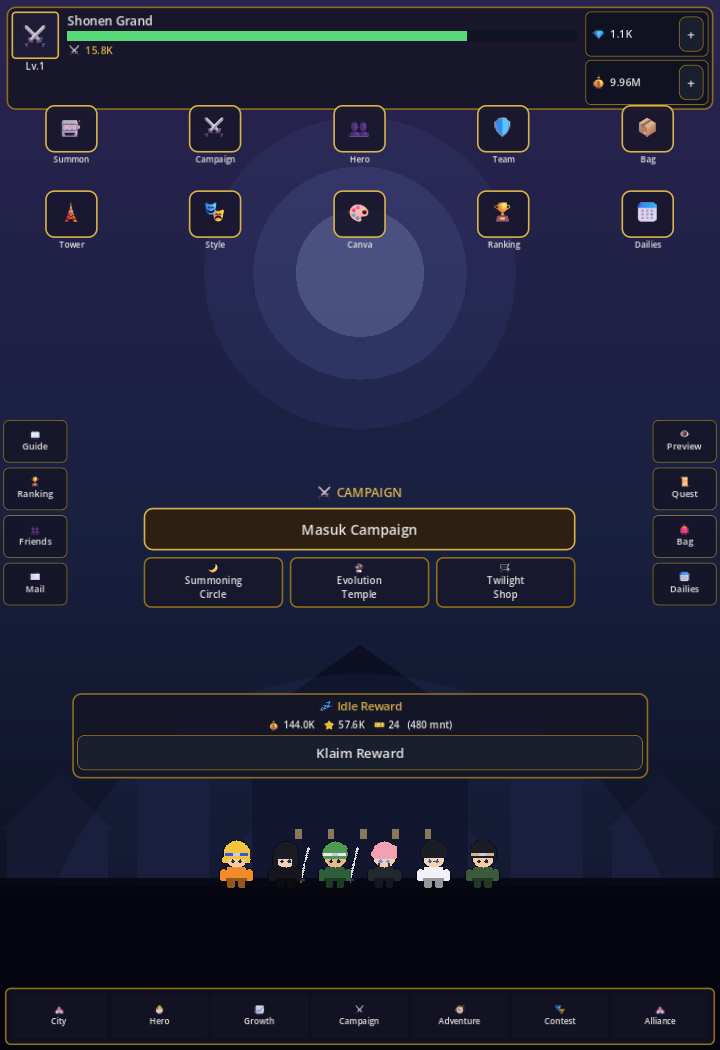 Shonen Grand
15.8K
Lv.1
1.1K
+
9.96M
+
Summon
Campaign
Hero
Team
Bag
Tower
Style
Canva
Ranking
Dailies
Guide
Ranking
Friends
Mail
Preview
Quest
Bag
Dailies
CAMPAIGN
Masuk Campaign
Summoning
Circle
Evolution
Temple
Twilight
Shop
Idle Reward
144.0K 57.6K 24 (480 mnt)
Klaim Reward
City
Hero
Growth
Campaign
Adventure
Contest
Alliance